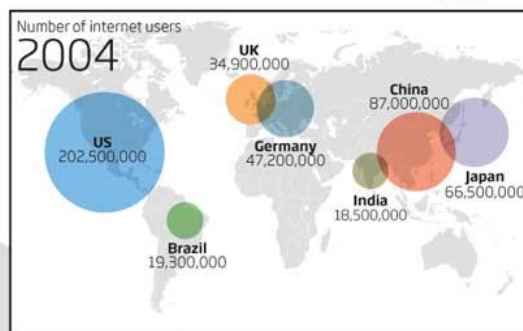 Number of internet users
2004
UK
34,900,000
China
87,000,000
US
202,500,000
Germany
47,200,000
Japan
66,500,000
India
18,500,000
Brazil
19,300,000